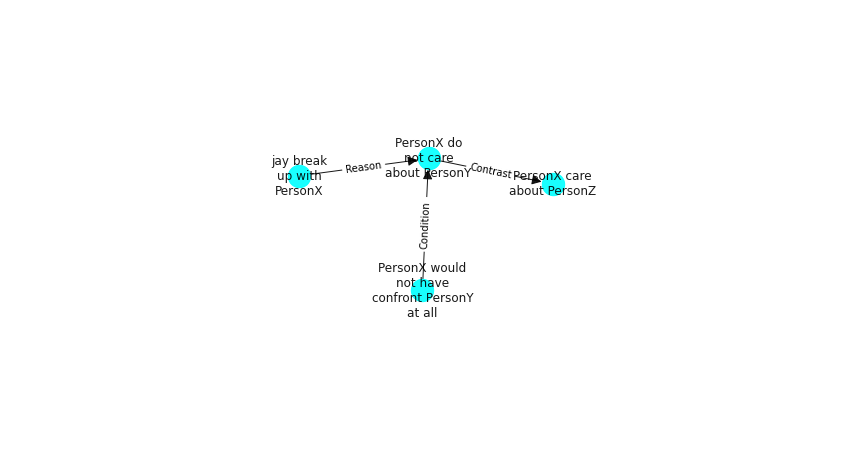 jay break
up with
PersonX
Reason
PersonX do
not care
about PersonY
Contrast
PersonX care
about PersonZ
Condition
PersonX would
not have
confront PersonY
at all